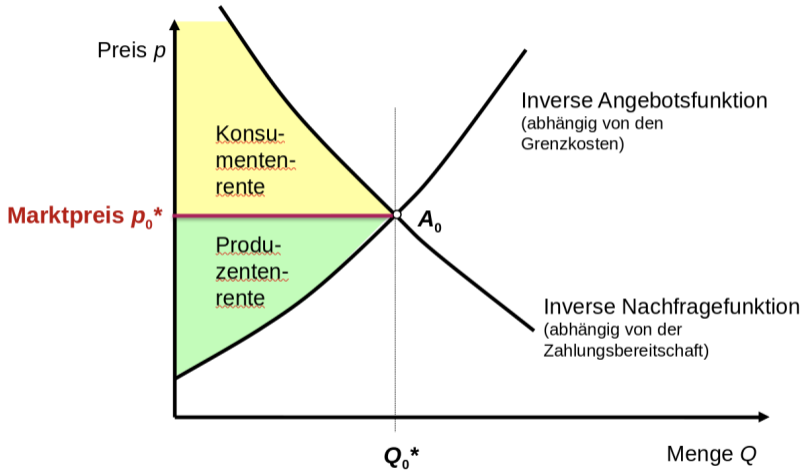 Preis p
Inverse Angebotsfunktion
(abhängig von den
Grenzkosten)
Konsu-
menten-
rente
Marktpreis p₀*
A₀
Produ-
zenten-
rente
Inverse Nachfragefunktion
(abhängig von der
Zahlungsbereitschaft)
Q₀*
Menge Q